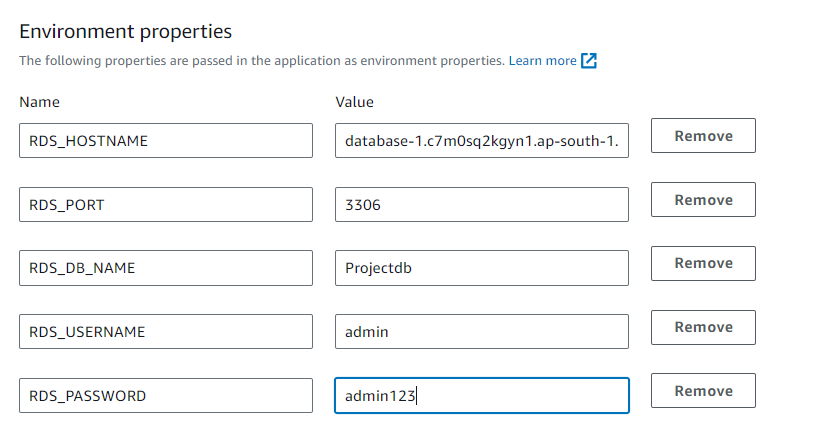 Environment properties
The following properties are passed in the application as environment properties. Learn more
Name Value
RDS_HOSTNAME database-1.c7m0sq2kgyn1.ap-south-1. Remove
RDS_PORT 3306 Remove
RDS_DB_NAME Projectdb Remove
RDS_USERNAME admin Remove
RDS_PASSWORD admin123 Remove